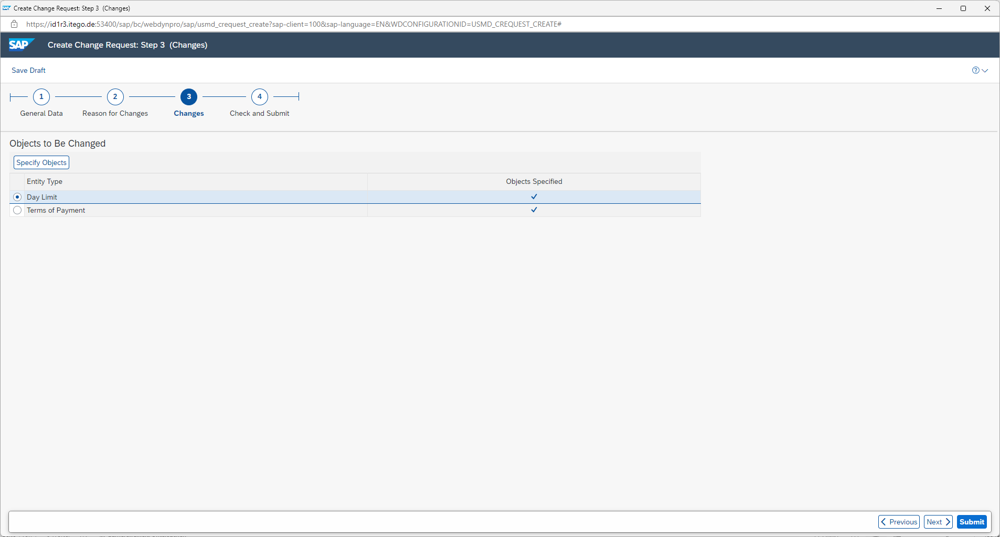 SAP Create Change Request: Step 3 (Changes)
https://id1r3.itego.de:53400/sap/bc/webdynpro/sap/usmd_crequest_create?sap-client=100&sap-language=EN&WDCONFIGURATIONID=USMD_CREQUEST_CREATE#
SAP Create Change Request: Step 3 (Changes)
Save Draft ?
1 2 3 4
General Data Reason for Changes Changes Check and Submit
Objects to Be Changed
Specify Objects
Entity Type Objects Specified
Day Limit
Terms of Payment
Previous Next Submit